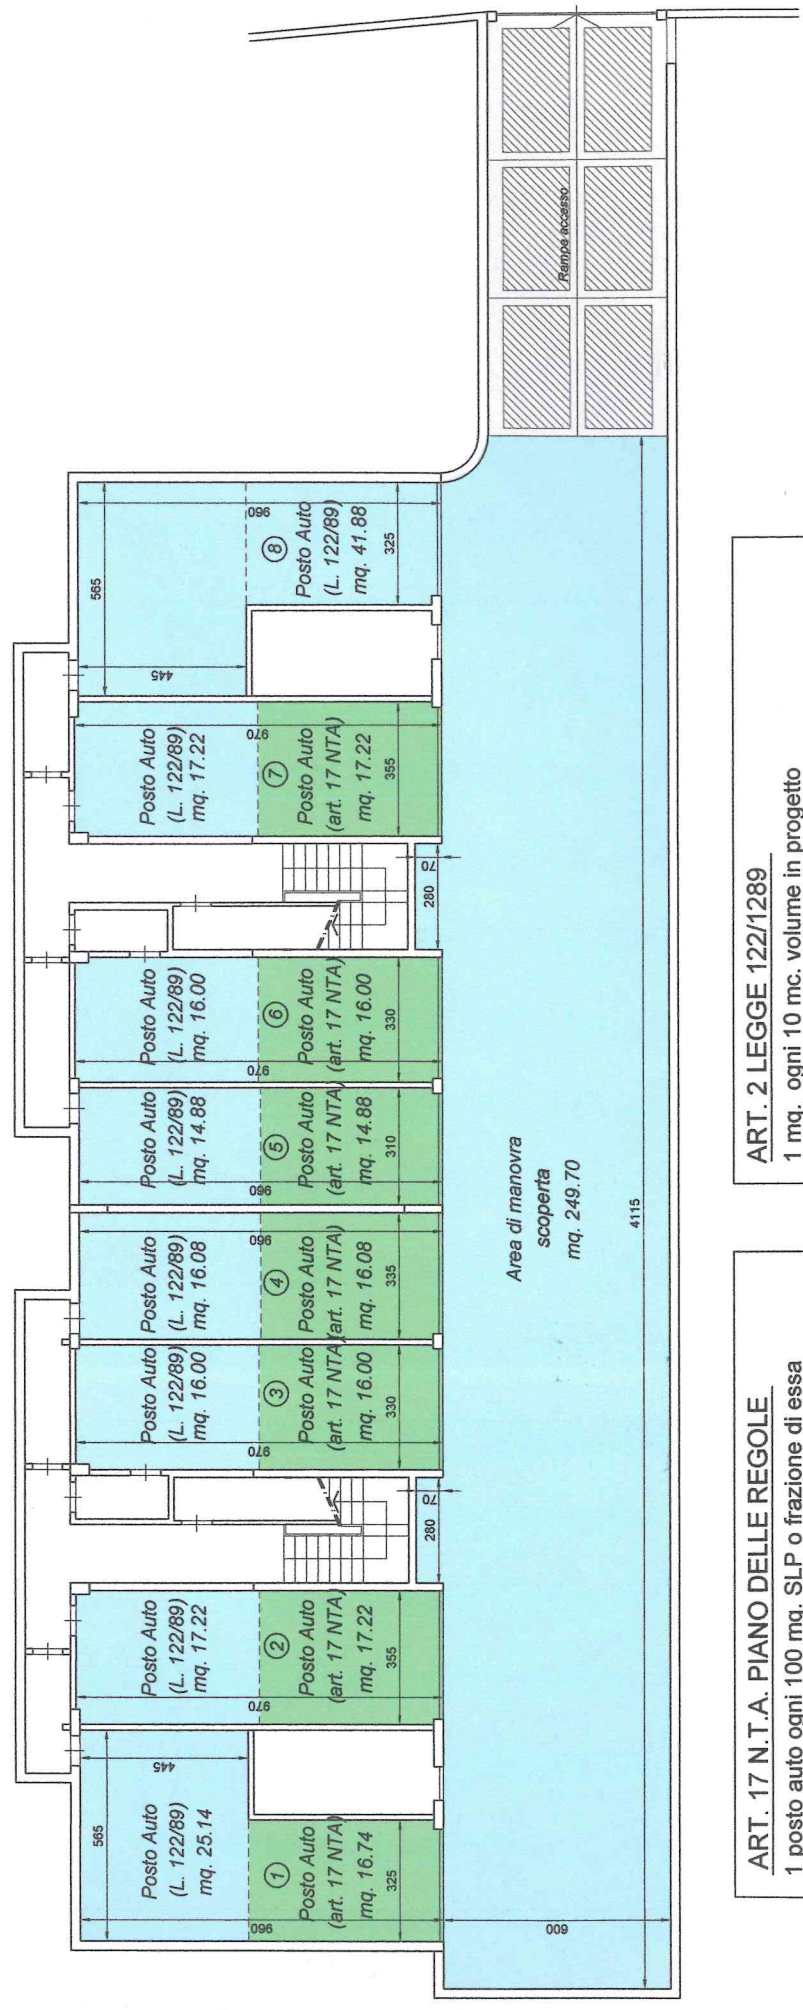 Posto Auto
(L. 122/89)
mq. 25.14
565
445
960
1
Posto Auto
(art. 17 NTA)
mq. 16.74
325
Posto Auto
(L. 122/89)
mq. 17.22
970
2
Posto Auto
(art. 17 NTA)
mq. 17.22
355
280
70
Posto Auto
(L. 122/89)
mq. 16.00
970
3
Posto Auto
(art. 17 NTA)
mq. 16.00
330
Posto Auto
(L. 122/89)
mq. 16.08
960
4
Posto Auto
(art. 17 NTA)
mq. 16.08
335
Posto Auto
(L. 122/89)
mq. 14.88
960
5
Posto Auto
(art. 17 NTA)
mq. 14.88
310
Posto Auto
(L. 122/89)
mq. 16.00
970
6
Posto Auto
(art. 17 NTA)
mq. 16.00
330
280
70
Posto Auto
(L. 122/89)
mq. 17.22
970
7
Posto Auto
(art. 17 NTA)
mq. 17.22
355
565
445
960
8
Posto Auto
(L. 122/89)
mq. 41.88
325
Rampa accesso
600
Area di manovra
scoperta
mq. 249.70
4115
ART. 17 N.T.A. PIANO DELLE REGOLE
1 posto auto ogni 100 mq. SLP o frazione di essa
ART. 2 LEGGE 122/1289
1 mq. ogni 10 mc. volume in progetto